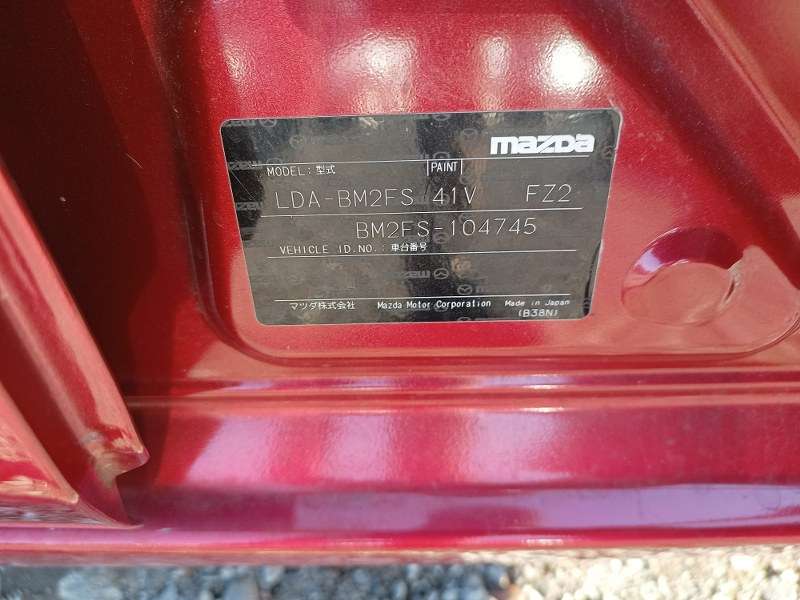 mazda
MODEL: 型式 PAINT
LDA-BM2FS 41V FZ2
BM2FS-104745
VEHICLE ID.NO.: 車台番号
マツダ株式会社 Mazda Motor Corporation Made in Japan
(B38N)